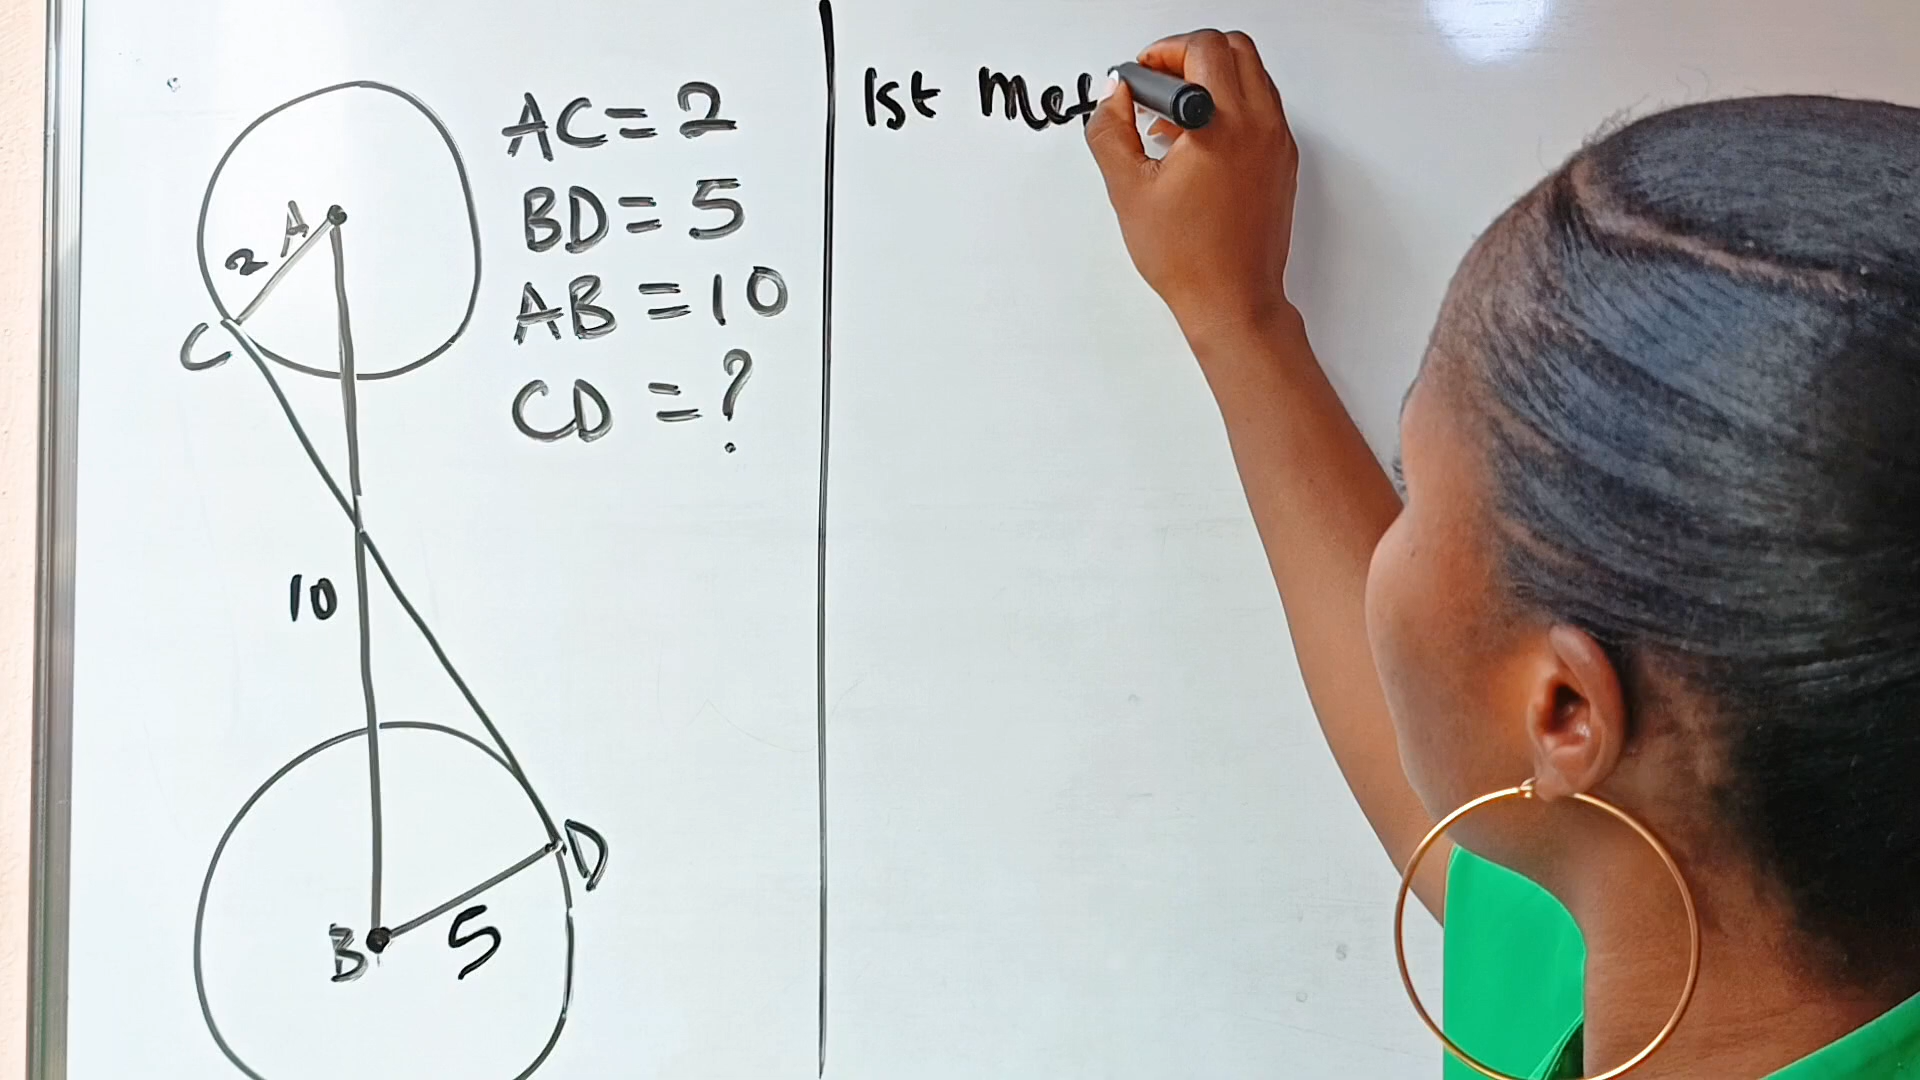 AC = 2
BD = 5
AB = 10
CD = ?
A
2
C
10
D
B
5
1st Met